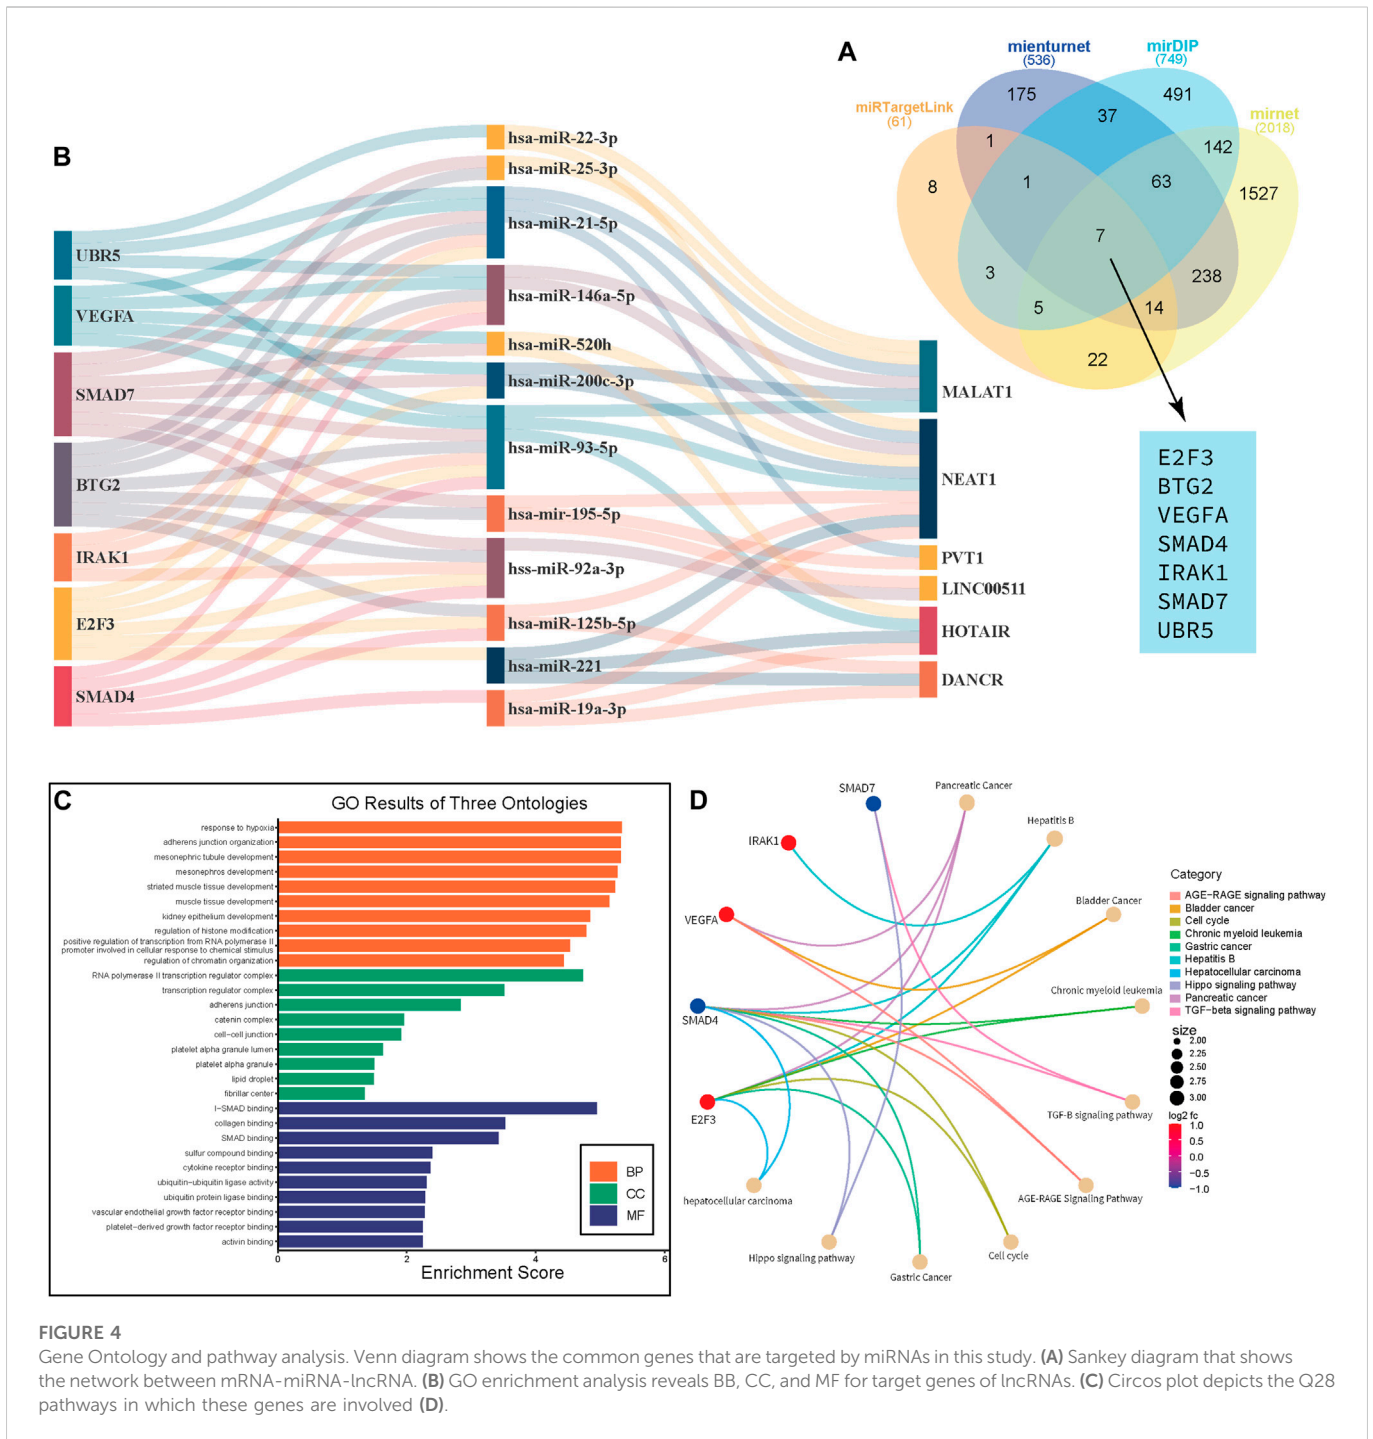 A
mienturnet
(536)
mirDIP
(749)
miRTargetLink
(61)
mirnet
(2018)
175
37
491
1
142
8
1
63
1527
7
3
238
5
14
22
E2F3
BTG2
VEGFA
SMAD4
IRAK1
SMAD7
UBR5
B
UBR5
VEGFA
SMAD7
BTG2
IRAK1
E2F3
SMAD4
hsa-miR-22-3p
hsa-miR-25-3p
hsa-miR-21-5p
hsa-miR-146a-5p
hsa-miR-520h
hsa-miR-200c-3p
hsa-miR-93-5p
hsa-mir-195-5p
hss-miR-92a-3p
hsa-miR-125b-5p
hsa-miR-221
hsa-miR-19a-3p
MALAT1
NEAT1
PVT1
LINC00511
HOTAIR
DANCR
C
GO Results of Three Ontologies
response to hypoxia
adherens junction organization
mesonephric tubule development
mesonephros development
striated muscle tissue development
muscle tissue development
kidney epithelium development
regulation of histone modification
positive regulation of transcription from RNA polymerase II
promoter involved in cellular response to chemical stimulus
regulation of chromatin organization
RNA polymerase II transcription regulator complex
transcription regulator complex
adherens junction
catenin complex
cell-cell junction
platelet alpha granule lumen
platelet alpha granule
lipid droplet
fibrillar center
I-SMAD binding
collagen binding
SMAD binding
sulfur compound binding
cytokine receptor binding
ubiquitin-ubiquitin ligase activity
ubiquitin protein ligase binding
vascular endothelial growth factor receptor binding
platelet-derived growth factor receptor binding
activin binding
BP
CC
MF
0 2 4 6
Enrichment Score
D
SMAD7
Pancreatic Cancer
Hepatitis B
IRAK1
Bladder Cancer
VEGFA
Chronic myeloid leukemia
SMAD4
TGF-B signaling pathway
E2F3
AGE-RAGE Signaling Pathway
hepatocellular carcinoma
Cell cycle
Hippo signaling pathway
Gastric Cancer
Category
AGE-RAGE signaling pathway
Bladder cancer
Cell cycle
Chronic myeloid leukemia
Gastric cancer
Hepatitis B
Hepatocellular carcinoma
Hippo signaling pathway
Pancreatic cancer
TGF-beta signaling pathway
size
2.00
2.25
2.50
2.75
3.00
log2 fc
1.0
0.5
0.0
-0.5
-1.0
FIGURE 4
Gene Ontology and pathway analysis. Venn diagram shows the common genes that are targeted by miRNAs in this study. (A) Sankey diagram that shows
the network between mRNA-miRNA-lncRNA. (B) GO enrichment analysis reveals BB, CC, and MF for target genes of lncRNAs. (C) Circos plot depicts the Q28
pathways in which these genes are involved (D).